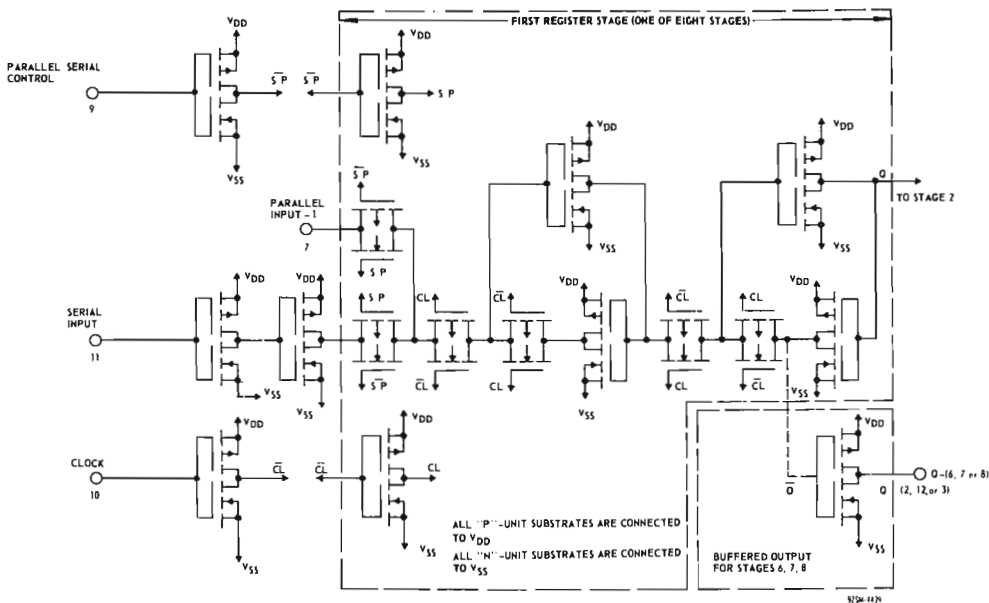 FIRST REGISTER STAGE (ONE OF EIGHT STAGES)
VDD
VDD
PARALLEL SERIAL
CONTROL
9
S̅P̅
S̅P̅
S P
VSS
VSS
VDD
VDD
Q
TO STAGE 2
S̅P̅
PARALLEL
INPUT - 1
7
S P
VSS
VSS
VDD
VDD
VDD
VDD
S P
CL
C̅L̅
C̅L̅
CL
SERIAL
INPUT
11
S̅P̅
C̅L̅
CL
CL
C̅L̅
VSS
VSS
VSS
VSS
VDD
VDD
VDD
CLOCK
10
C̅L̅
C̅L̅
CL
Q̅
Q
Q-(6, 7 or 8)
(2, 12, or 3)
VSS
VSS
VSS
ALL "P"-UNIT SUBSTRATES ARE CONNECTED
TO VDD
ALL "N"-UNIT SUBSTRATES ARE CONNECTED
TO VSS
BUFFERED OUTPUT
FOR STAGES 6, 7, 8